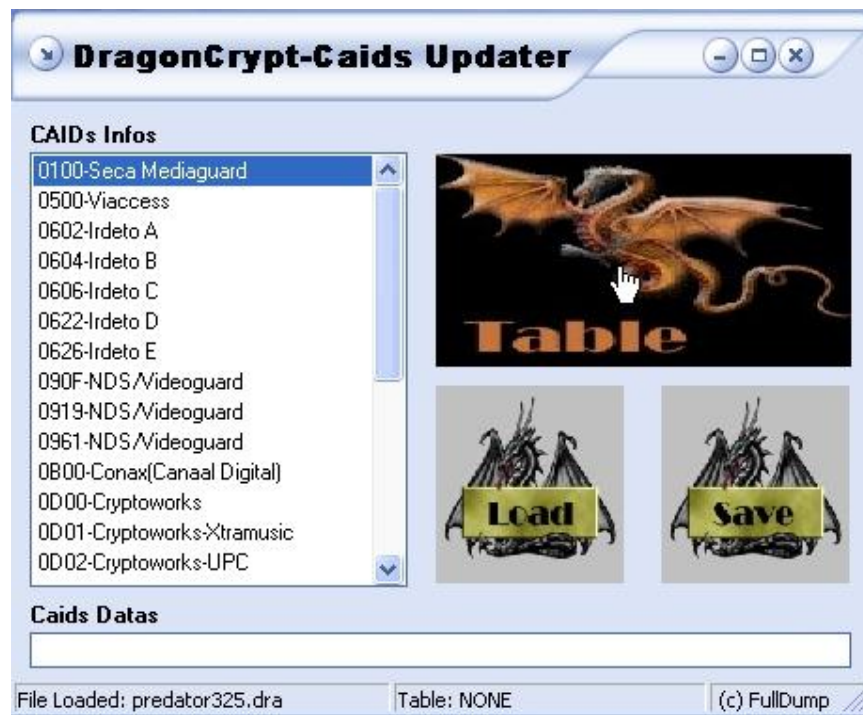 DragonCrypt-Caids Updater
CAIDs Infos
0100-Seca Mediaguard
0500-Viaccess
0602-Irdeto A
0604-Irdeto B
0606-Irdeto C
0622-Irdeto D
0626-Irdeto E
090F-NDS/Videoguard
0919-NDS/Videoguard
0961-NDS/Videoguard
0B00-Conax(Canaal Digital)
0D00-Cryptoworks
0D01-Cryptoworks-Xtramusic
0D02-Cryptoworks-UPC
Table
Load
Save
Caids Datas
File Loaded: predator325.dra
Table: NONE
(c) FullDump